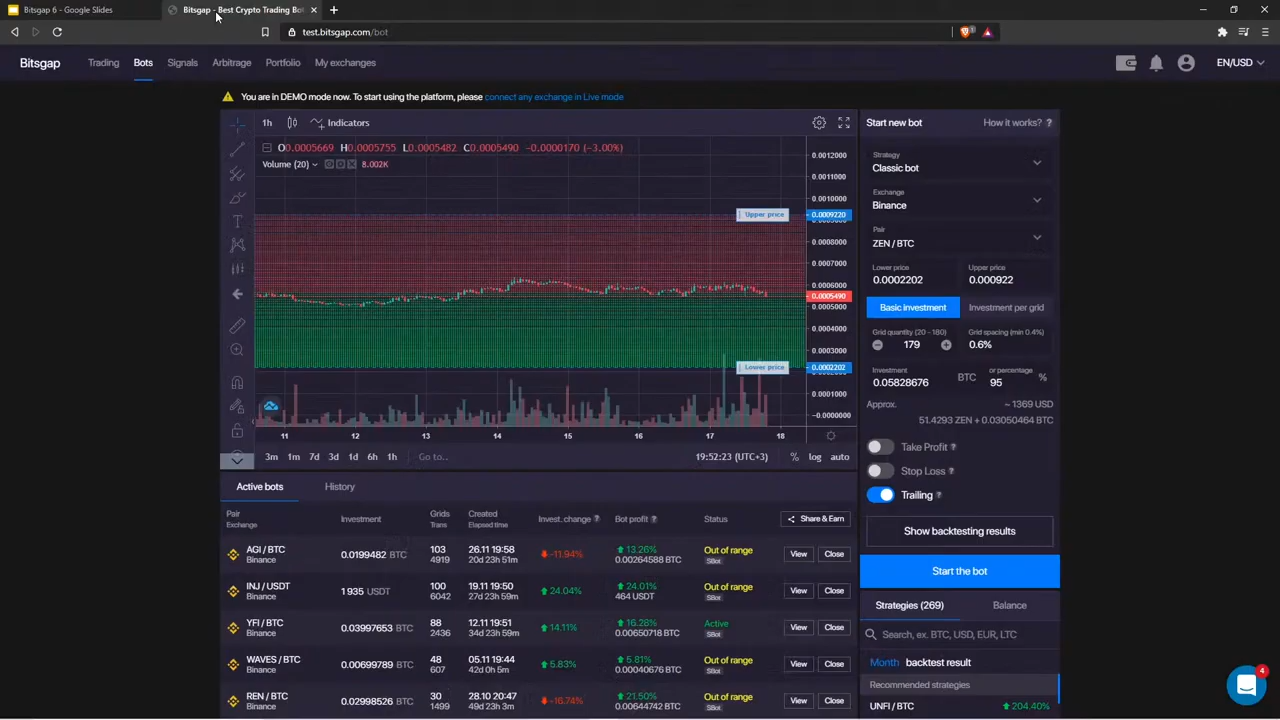 Bitsgap 6 - Google Slides
Bitsgap - Best Crypto Trading Bot
test.bitsgap.com/bot
Bitsgap Trading Bots Signals Arbitrage Portfolio My exchanges EN/USD
You are in DEMO mode now. To start using the platform, please connect any exchange in Live mode
1h Indicators
O0.0005669 H0.0005755 L0.0005482 C0.0005490 -0.0000170 (-3.00%)
Volume (20) 8.002K
0.0012000
0.0011000
0.0010000
Upper price 0.0009220
0.0008000
0.0007000
0.0006000
0.0005490
0.0005000
0.0004000
0.0003000
Lower price 0.0002202
0.0001000
-0.0000000
11 12 13 14 15 16 17 18
3m 1m 7d 3d 1d 6h 1h Go to... 19:52:23 (UTC+3) % log auto
Start new bot How it works? ?
Strategy
Classic bot
Exchange
Binance
Pair
ZEN / BTC
Lower price Upper price
0.0002202 0.000922
Basic investment Investment per grid
Grid quantity (20 - 180) Grid spacing (min 0.4%)
179 0.6%
Investment or percentage
0.05828676 BTC 95 %
Approx. ~ 1369 USD
51.4293 ZEN + 0.03050464 BTC
Take Profit ?
Stop Loss ?
Trailing ?
Show backtesting results
Start the bot
Strategies (269) Balance
Search, ex. BTC, USD, EUR, LTC
Month backtest result
Recommended strategies
UNFI / BTC 204.40%
4
Active bots History
Pair Investment Grids Created Invest. change ? Bot profit ? Status Share & Earn
Exchange Trans Elapsed time
AGI / BTC 0.0199482 BTC 103 26.11 19:58 -11.94% 13.26% Out of range View Close
Binance 4919 20d 23h 51m 0.00264588 BTC SBot
INJ / USDT 1 935 USDT 100 19.11 19:50 24.04% 24.01% Out of range View Close
Binance 6042 27d 23h 59m 464 USDT SBot
YFI / BTC 0.03997653 BTC 88 12.11 19:51 14.11% 16.28% Active View Close
Binance 2436 34d 23h 59m 0.00650718 BTC SBot
WAVES / BTC 0.00699789 BTC 48 05.11 19:44 5.83% 5.81% Out of range View Close
Binance 607 42d 0h 5m 0.00040676 BTC SBot
REN / BTC 0.02998526 BTC 30 28.10 20:47 -16.74% 21.50% Out of range View Close
Binance 1499 49d 23h 3m 0.00644742 BTC SBot